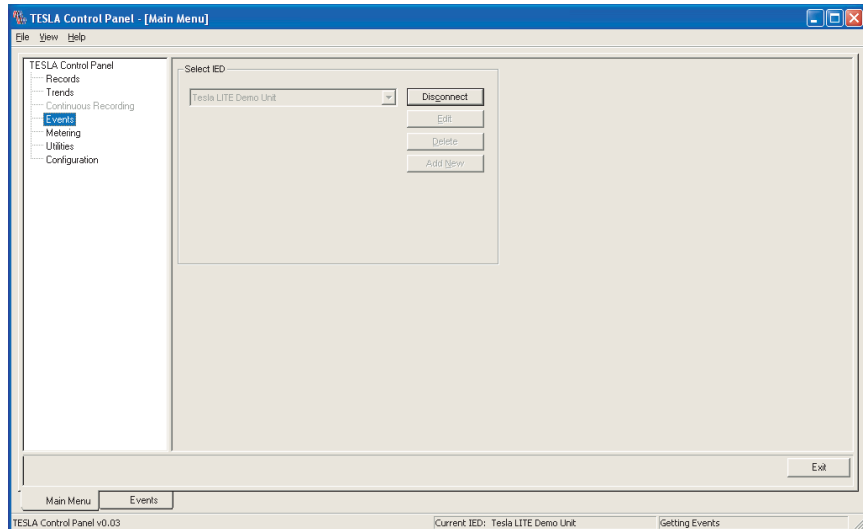 TESLA Control Panel - [Main Menu]
File View Help
TESLA Control Panel
Records
Trends
Continuous Recording
Events
Metering
Utilities
Configuration
Select IED
Tesla LITE Demo Unit
Disconnect
Edit
Delete
Add New
Exit
Main Menu Events
TESLA Control Panel v0.03 Current IED: Tesla LITE Demo Unit Getting Events